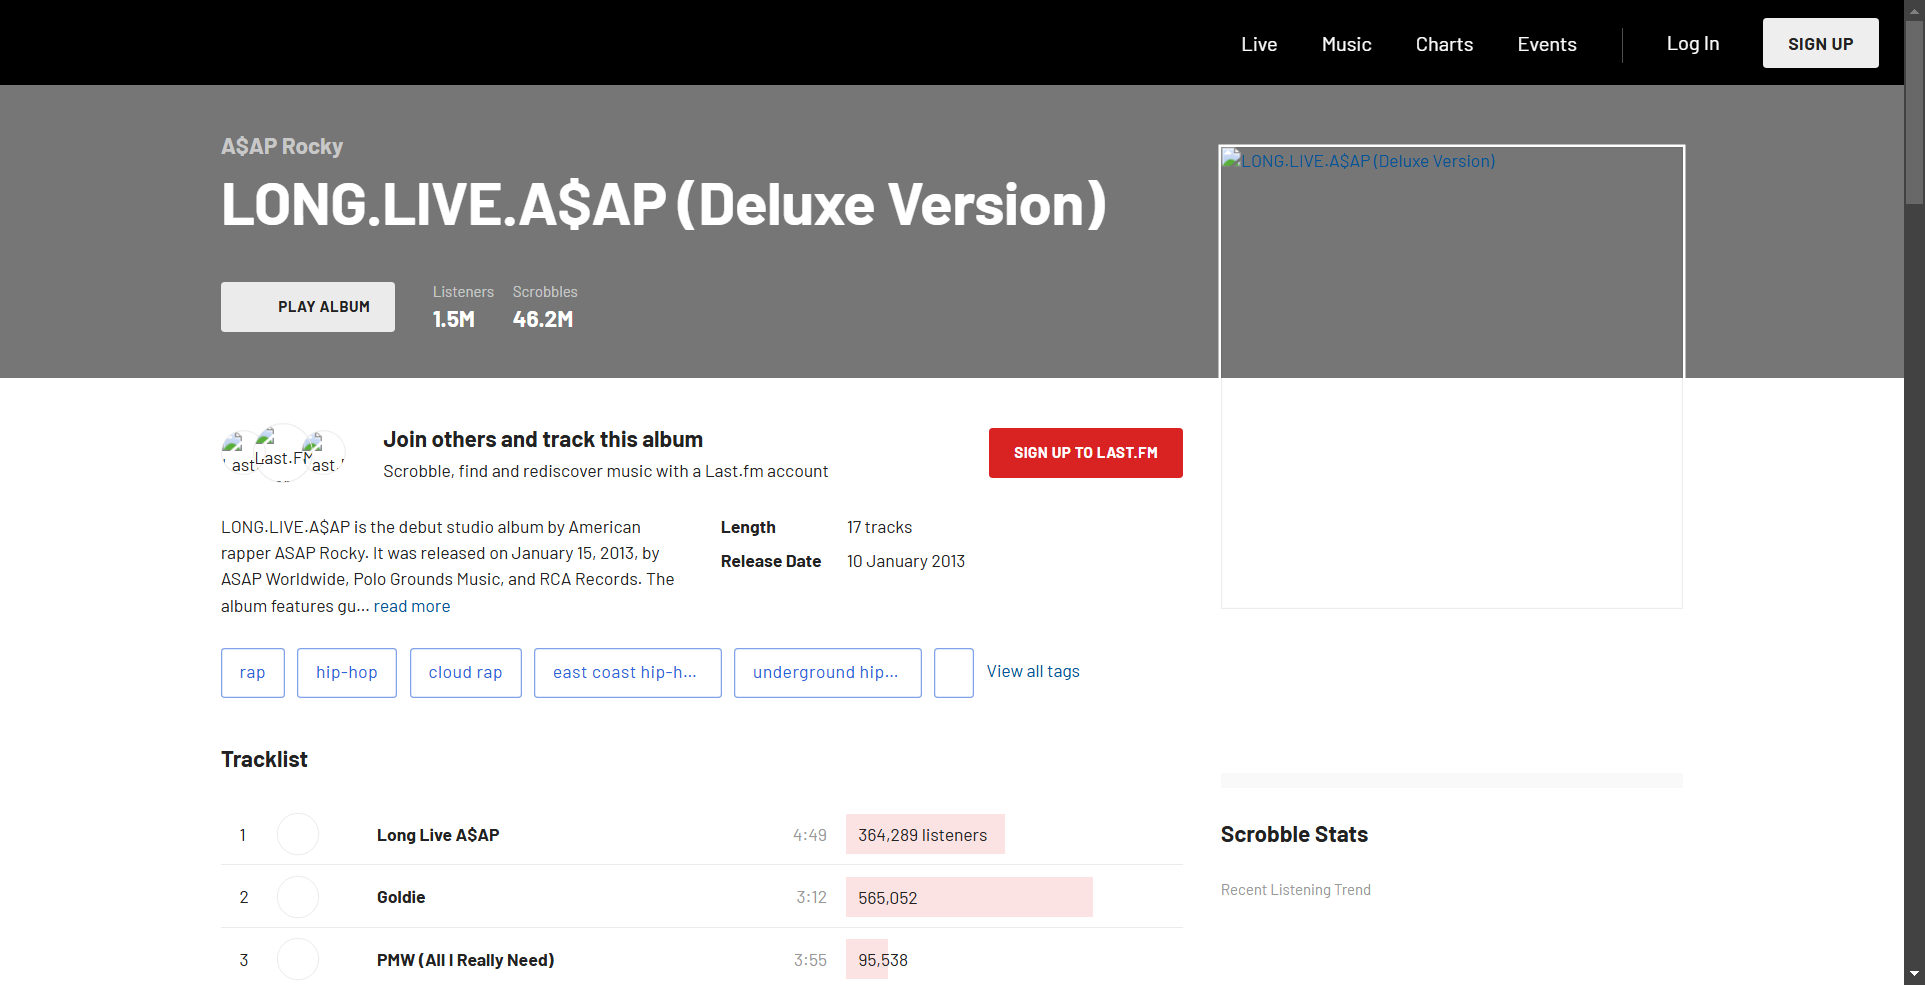 Live Music Charts Events Log In SIGN UP
A$AP Rocky
LONG.LIVE.A$AP (Deluxe Version)
LONG.LIVE.A$AP (Deluxe Version)
PLAY ALBUM
Listeners Scrobbles
1.5M 46.2M
Join others and track this album
Scrobble, find and rediscover music with a Last.fm account
SIGN UP TO LAST.FM
LONG.LIVE.A$AP is the debut studio album by American
rapper ASAP Rocky. It was released on January 15, 2013, by
ASAP Worldwide, Polo Grounds Music, and RCA Records. The
album features gu... read more
Length 17 tracks
Release Date 10 January 2013
rap hip-hop cloud rap east coast hip-h... underground hip... View all tags
Tracklist
1 Long Live A$AP 4:49 364,289 listeners
2 Goldie 3:12 565,052
3 PMW (All I Really Need) 3:55 95,538
Scrobble Stats
Recent Listening Trend